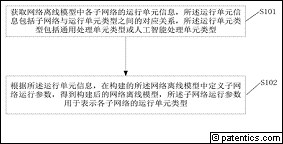 获取网络离线模型中各子网络的运行单元信息，所述运行单元信
息包括子网络与运行单元类型之间的对应关系，所述运行单元类
型包括通用处理单元类型或人工智能处理单元类型
S101
根据所述运行单元信息，在构建的所述网络离线模型中定义子网
络运行参数，得到构建后的网络离线模型，所述子网络运行参数
用于表示各子网络的运行单元类型
S102
© patentics.com